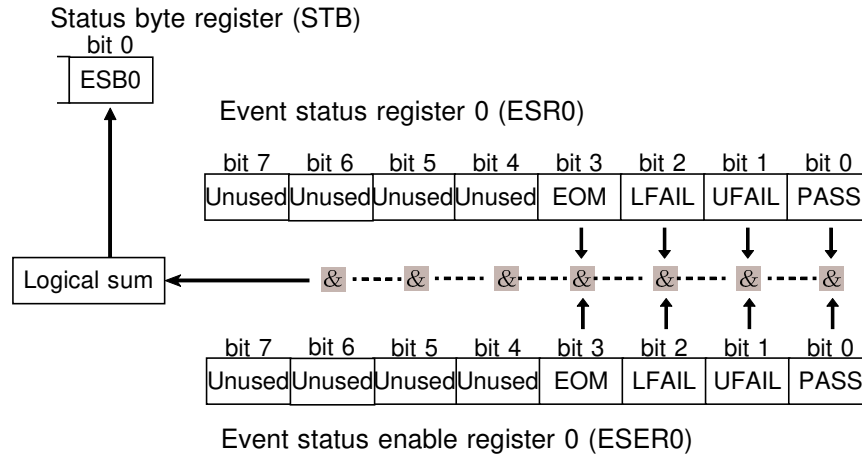 Status byte register (STB)
bit 0
ESB0
Event status register 0 (ESR0)
bit 7 bit 6 bit 5 bit 4 bit 3 bit 2 bit 1 bit 0
Unused Unused Unused Unused EOM LFAIL UFAIL PASS
Logical sum & & & & & & &
bit 7 bit 6 bit 5 bit 4 bit 3 bit 2 bit 1 bit 0
Unused Unused Unused Unused EOM LFAIL UFAIL PASS
Event status enable register 0 (ESER0)